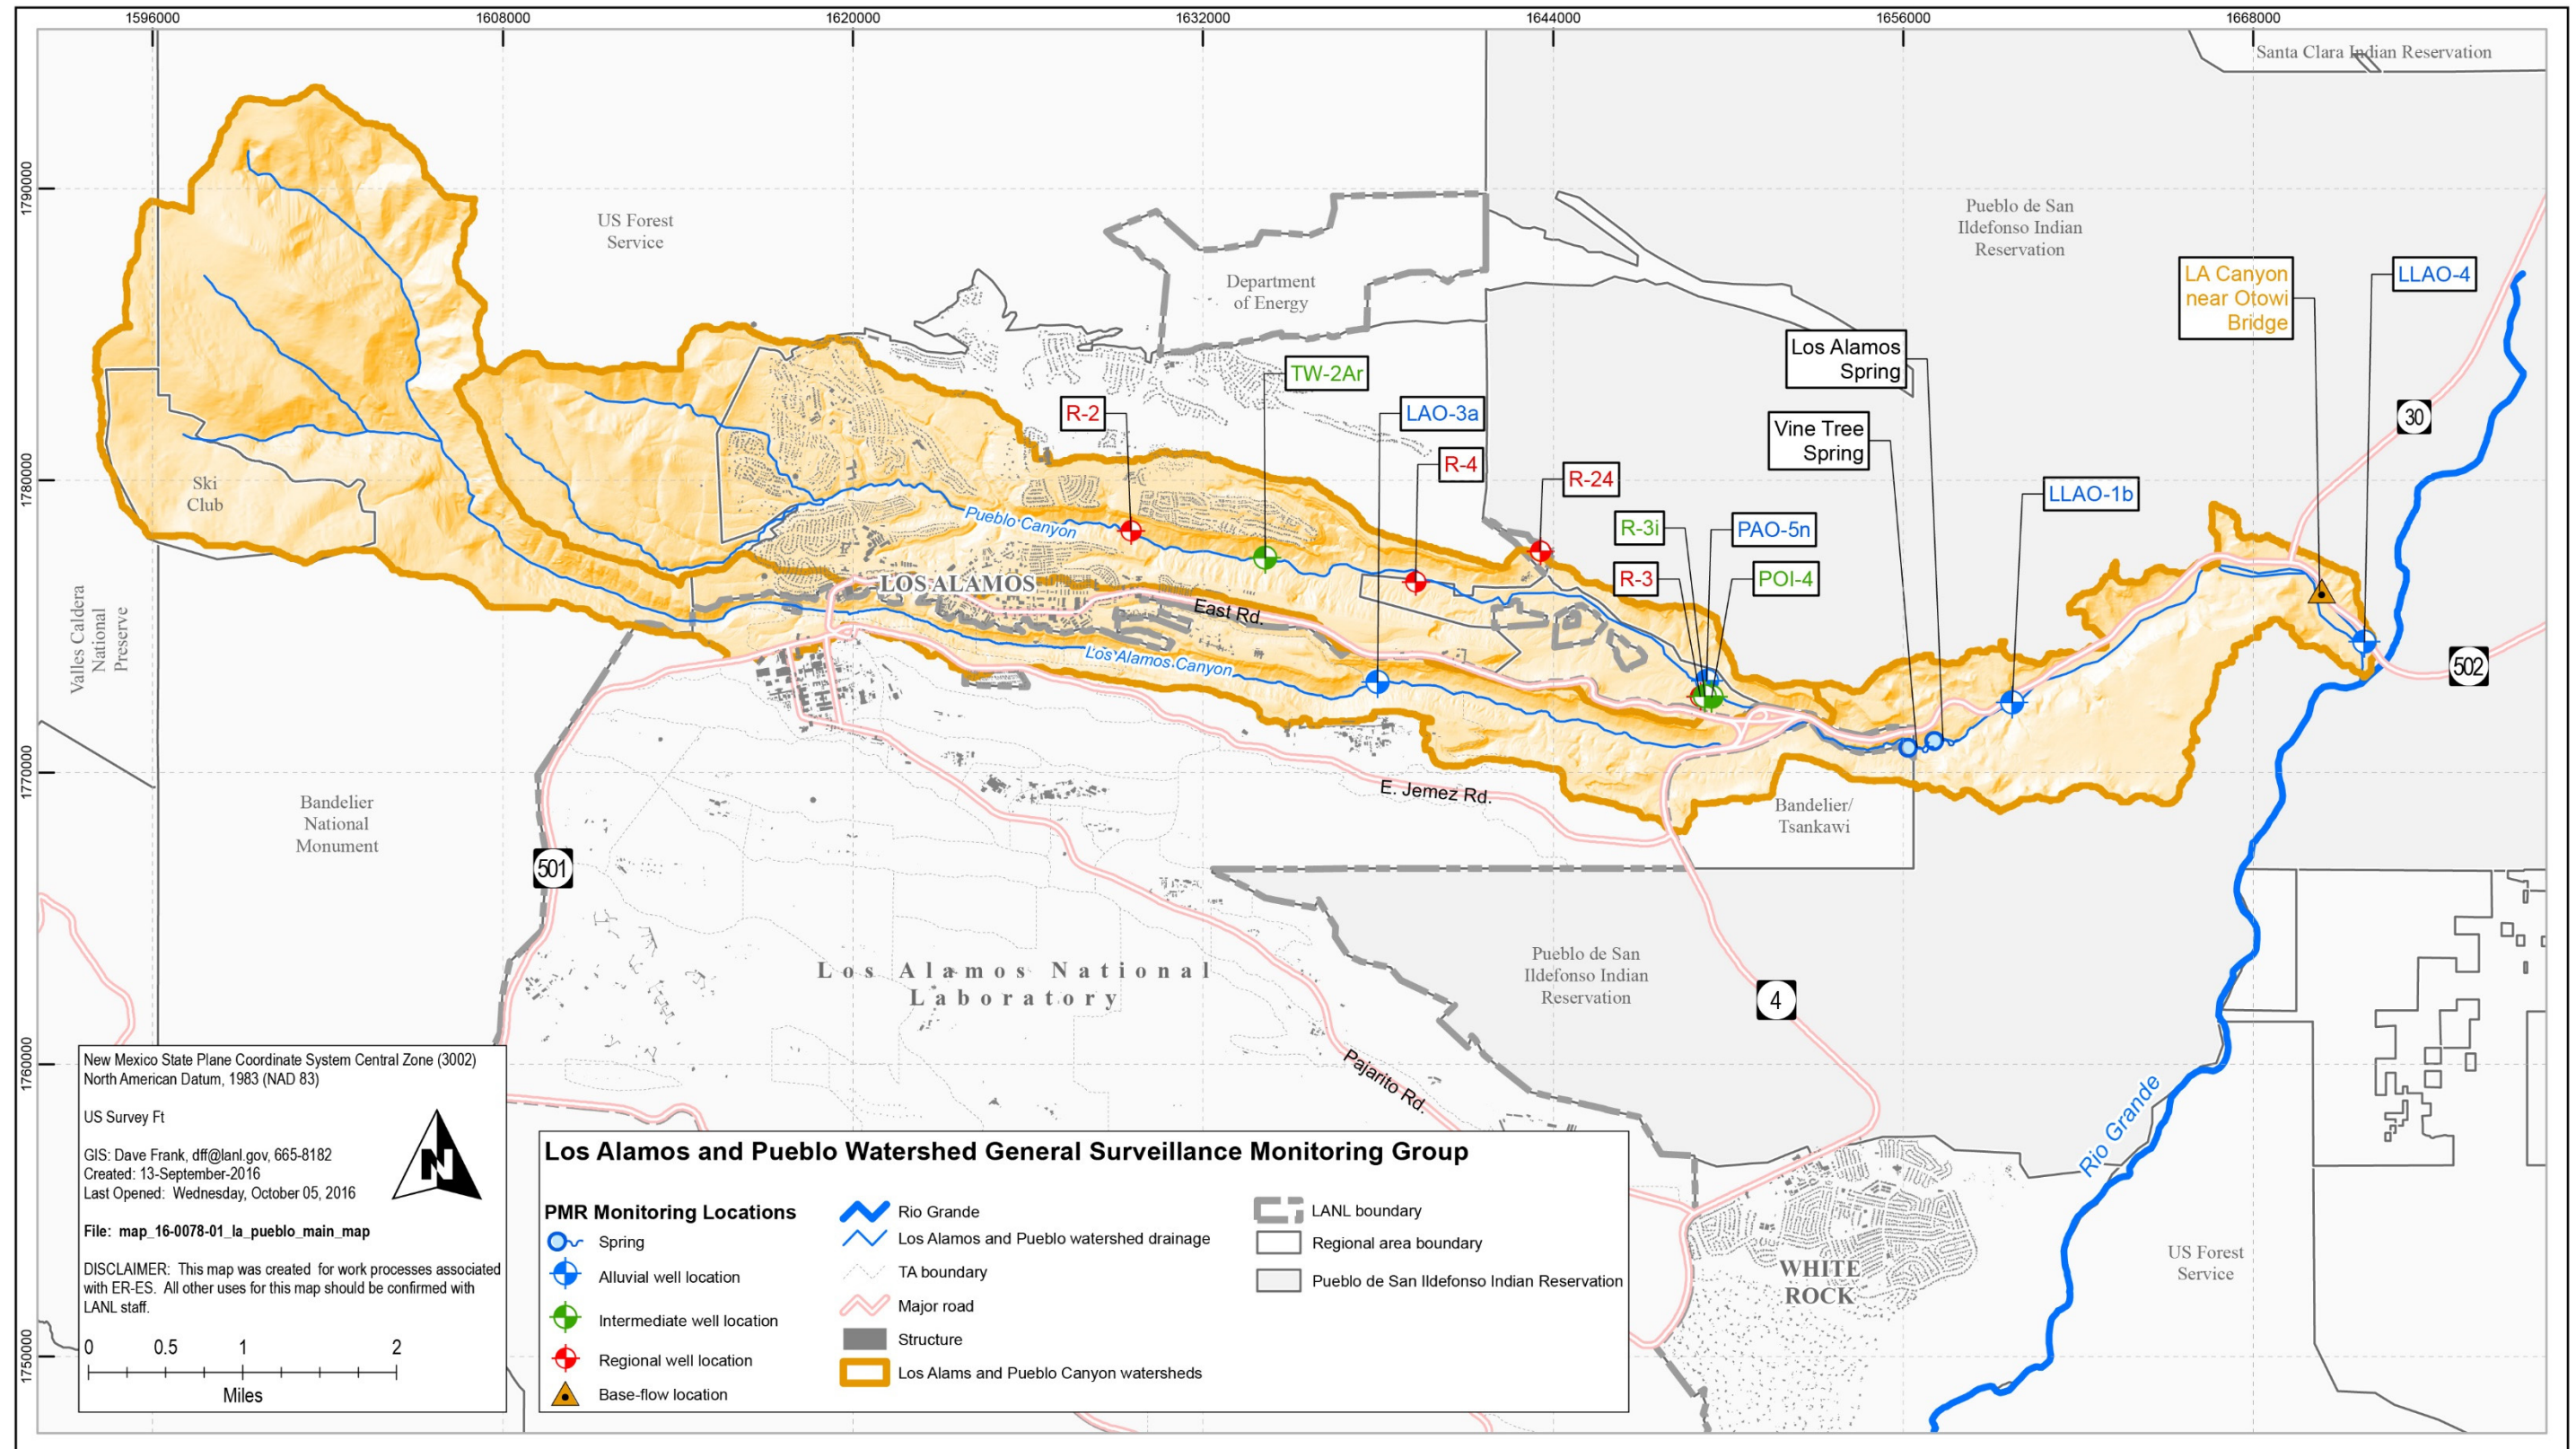 1596000
1608000
1620000
1632000
1644000
1656000
1668000
1790000
1780000
1770000
1760000
1750000
Santa Clara Indian Reservation
US Forest
Service
Department
of Energy
Pueblo de San
Ildefonso Indian
Reservation
LA Canyon
near Otowi
Bridge
LLAO-4
Los Alamos
Spring
TW-2Ar
R-2
LAO-3a
Vine Tree
Spring
30
R-4
R-24
LLAO-1b
Ski
Club
Pueblo Canyon
R-3i
PAO-5n
R-3
POI-4
LOS ALAMOS
East Rd.
Los Alamos Canyon
502
Valles Caldera
National
Preserve
E. Jemez Rd.
Bandelier
National
Monument
Bandelier/
Tsankawi
501
Los Alamos National
Laboratory
Pueblo de San
Ildefonso Indian
Reservation
4
Pajarito Rd.
Rio Grande
WHITE
ROCK
US Forest
Service
New Mexico State Plane Coordinate System Central Zone (3002)
North American Datum, 1983 (NAD 83)
US Survey Ft
GIS: Dave Frank, dff@lanl.gov, 665-8182
Created: 13-September-2016
Last Opened: Wednesday, October 05, 2016
File: map_16-0078-01_la_pueblo_main_map
DISCLAIMER: This map was created for work processes associated
with ER-ES. All other uses for this map should be confirmed with
LANL staff.
N
0 0.5 1 2
Miles
Los Alamos and Pueblo Watershed General Surveillance Monitoring Group
PMR Monitoring Locations
Spring
Alluvial well location
Intermediate well location
Regional well location
Base-flow location
Rio Grande
Los Alamos and Pueblo watershed drainage
TA boundary
Major road
Structure
Los Alams and Pueblo Canyon watersheds
LANL boundary
Regional area boundary
Pueblo de San Ildefonso Indian Reservation